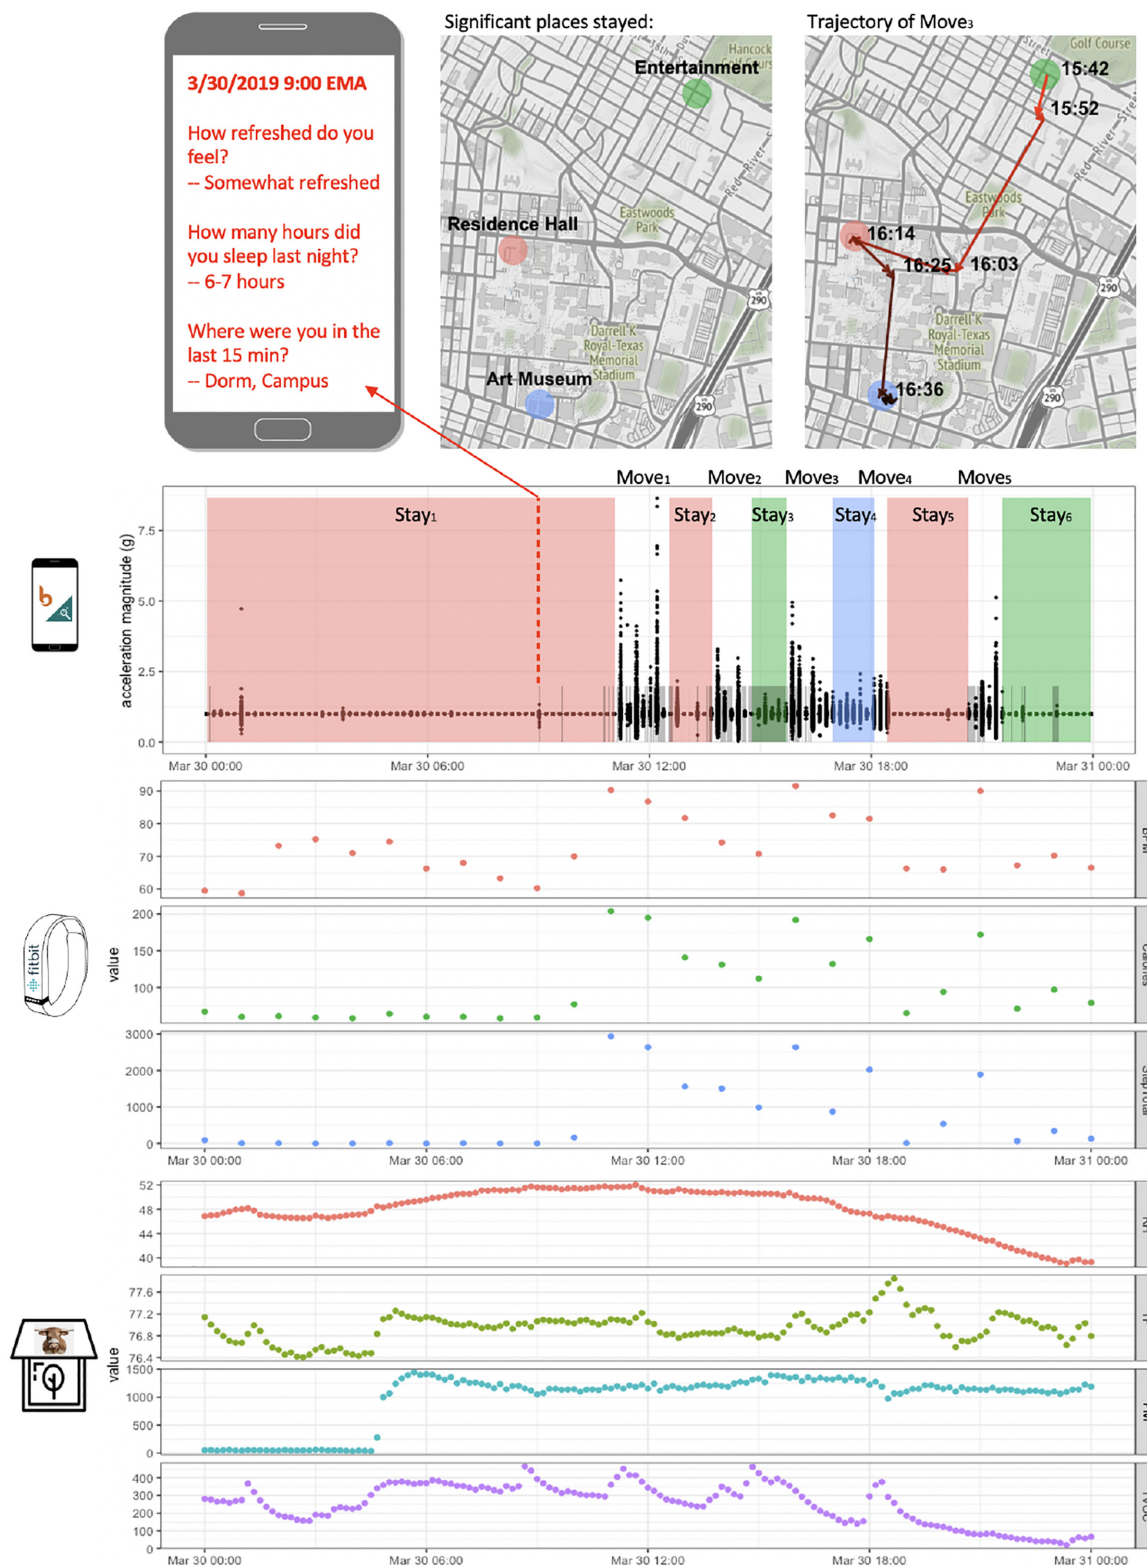 Significant places stayed:
Trajectory of Move3
3/30/2019 9:00 EMA
How refreshed do you
feel?
-- Somewhat refreshed
How many hours did
you sleep last night?
-- 6-7 hours
Where were you in the
last 15 min?
-- Dorm, Campus
Hancock
Entertainment
Red-River-Street
Residence Hall
Eastwoods
Park
US
290
Darrell K
Royal-Texas
Memorial
Stadium
Art Museum
290
Street
Golf Course
15:42
15:52
Eastwoods
Park
16:14
16:25
16:03
US
290
Darrell K
Royal-Texas
Memorial
Stadium
16:36
290
Move1 Move2 Move3 Move4 Move5
Stay1 Stay2 Stay3 Stay4 Stay5 Stay6
acceleration magnitude (g)
7.5
5.0
2.5
0.0
Mar 30 00:00 Mar 30 06:00 Mar 30 12:00 Mar 30 18:00 Mar 31 00:00
b
fitbit
value
90
80
70
60
200
150
100
3000
2000
1000
0
Mar 30 00:00 Mar 30 06:00 Mar 30 12:00 Mar 30 18:00 Mar 31 00:00
value
52
48
44
40
77.6
77.2
76.8
76.4
1500
1000
500
0
400
300
200
100
0
Mar 30 00:00 Mar 30 06:00 Mar 30 12:00 Mar 30 18:00 Mar 31 00:00